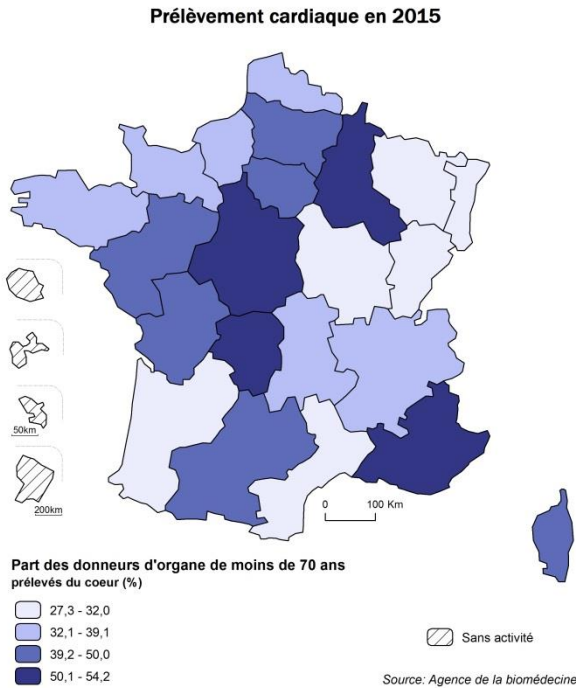 Prélèvement cardiaque en 2015
50km
200km
0 100 Km
Part des donneurs d'organe de moins de 70 ans
prélevés du coeur (%)
27,3 - 32,0
32,1 - 39,1
39,2 - 50,0
50,1 - 54,2
Sans activité
Source: Agence de la biomédecine